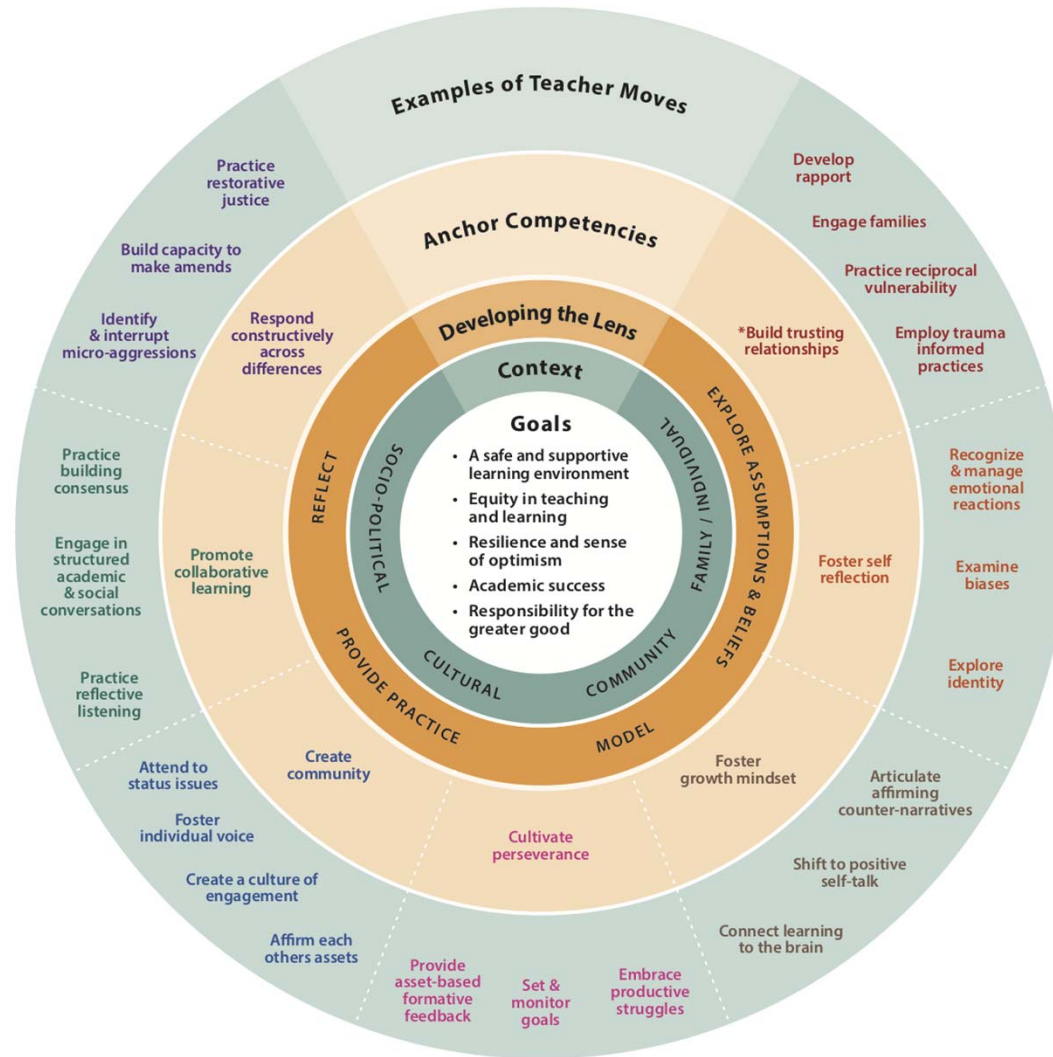 Examples of Teacher Moves
Anchor Competencies
Developing the Lens
Context
Goals
• A safe and supportive
learning environment
• Equity in teaching
and learning
• Resilience and sense
of optimism
• Academic success
• Responsibility for the
greater good
INDIVIDUAL / FAMILY
COMMUNITY
CULTURAL
SOCIO-POLITICAL
EXPLORE ASSUMPTIONS & BELIEFS
MODEL
PROVIDE PRACTICE
REFLECT
*Build trusting
relationships
Develop
rapport
Engage families
Practice reciprocal
vulnerability
Employ trauma
informed
practices
Foster self
reflection
Recognize
& manage
emotional
reactions
Examine
biases
Explore
identity
Foster
growth mindset
Articulate
affirming
counter-narratives
Shift to positive
self-talk
Connect learning
to the brain
Cultivate
perseverance
Embrace
productive
struggles
Set &
monitor
goals
Provide
asset-based
formative
feedback
Create
community
Affirm each
others assets
Create a culture of
engagement
Foster
individual voice
Attend to
status issues
Promote
collaborative
learning
Practice
reflective
listening
Engage in
structured
academic
& social
conversations
Practice
building
consensus
Respond
constructively
across
differences
Identify
& interrupt
micro-aggressions
Build capacity to
make amends
Practice
restorative
justice